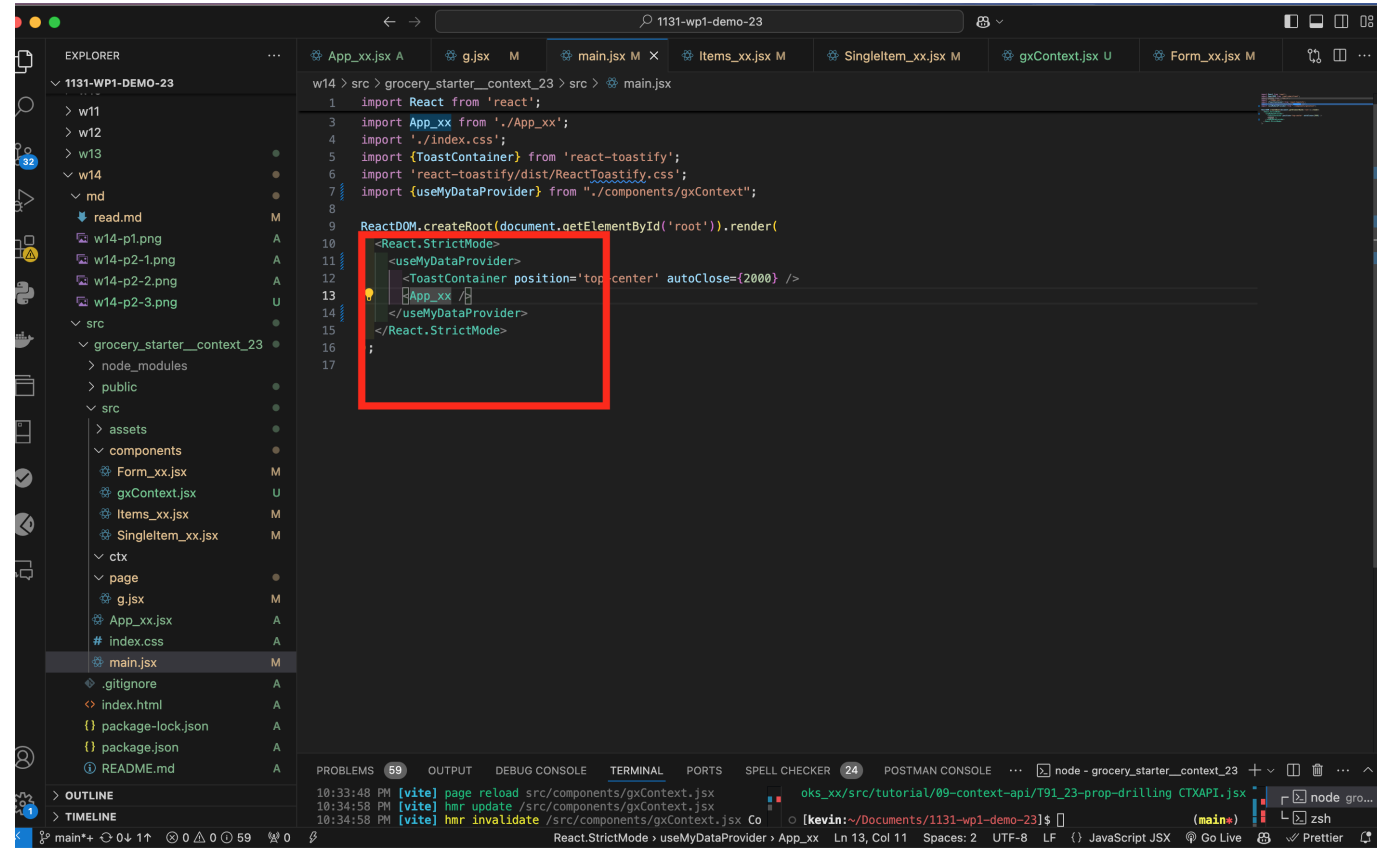 1131-wp1-demo-23
EXPLORER
1131-WP1-DEMO-23
w11
w12
w13
w14
md
read.md M
w14-p1.png A
w14-p2-1.png A
w14-p2-2.png A
w14-p2-3.png U
src
grocery_starter__context_23
node_modules
public
src
assets
components
Form_xx.jsx M
gxContext.jsx U
Items_xx.jsx M
SingleItem_xx.jsx M
ctx
page
g.jsx M
App_xx.jsx A
# index.css A
main.jsx M
.gitignore A
<> index.html A
{} package-lock.json A
{} package.json A
README.md A
OUTLINE
TIMELINE
32
1
App_xx.jsx A g.jsx M main.jsx M Items_xx.jsx M SingleItem_xx.jsx M gxContext.jsx U Form_xx.jsx M
w14 > src > grocery_starter__context_23 > src > main.jsx
1 import React from 'react';
3 import App_xx from './App_xx';
4 import './index.css';
5 import {ToastContainer} from 'react-toastify';
6 import 'react-toastify/dist/ReactToastify.css';
7 import {useMyDataProvider} from "./components/gxContext";
8
9 ReactDOM.createRoot(document.getElementById('root')).render(
10 <React.StrictMode>
11 <useMyDataProvider>
12 <ToastContainer position='top-center' autoClose={2000} />
13 <App_xx />
14 </useMyDataProvider>
15 </React.StrictMode>
16 );
17
PROBLEMS 59 OUTPUT DEBUG CONSOLE TERMINAL PORTS SPELL CHECKER 24 POSTMAN CONSOLE ... node - grocery_starter__context_23
10:33:48 PM [vite] page reload src/components/gxContext.jsx
10:34:58 PM [vite] hmr update /src/components/gxContext.jsx
10:34:58 PM [vite] hmr invalidate /src/components/gxContext.jsx Co
oks_xx/src/tutorial/09-context-api/T91_23-prop-drilling CTXAPI.jsx
[kevin:~/Documents/1131-wp1-demo-23]$ (main*)
node gro...
zsh
main*+ 0↓ 1↑ 0 0 0 59 0 React.StrictMode > useMyDataProvider > App_xx Ln 13, Col 11 Spaces: 2 UTF-8 LF {} JavaScript JSX Go Live Prettier